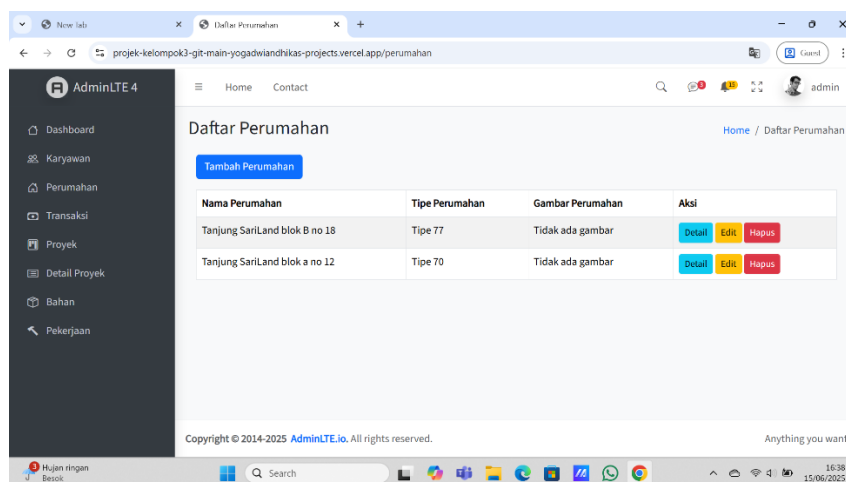 New tab
Daftar Perumahan
projek-kelompok3-git-main-yogadwiandhikas-projects.vercel.app/perumahan
Guest
AdminLTE 4
Home Contact
3
15
admin
Dashboard
Karyawan
Perumahan
Transaksi
Proyek
Detail Proyek
Bahan
Pekerjaan
Daftar Perumahan
Home / Daftar Perumahan
Tambah Perumahan
Nama Perumahan Tipe Perumahan Gambar Perumahan Aksi
Tanjung SariLand blok B no 18 Tipe 77 Tidak ada gambar Detail Edit Hapus
Tanjung SariLand blok a no 12 Tipe 70 Tidak ada gambar Detail Edit Hapus
Copyright © 2014-2025 AdminLTE.io. All rights reserved.
Anything you want
3
Hujan ringan
Besok
Search
16:38
15/06/2025